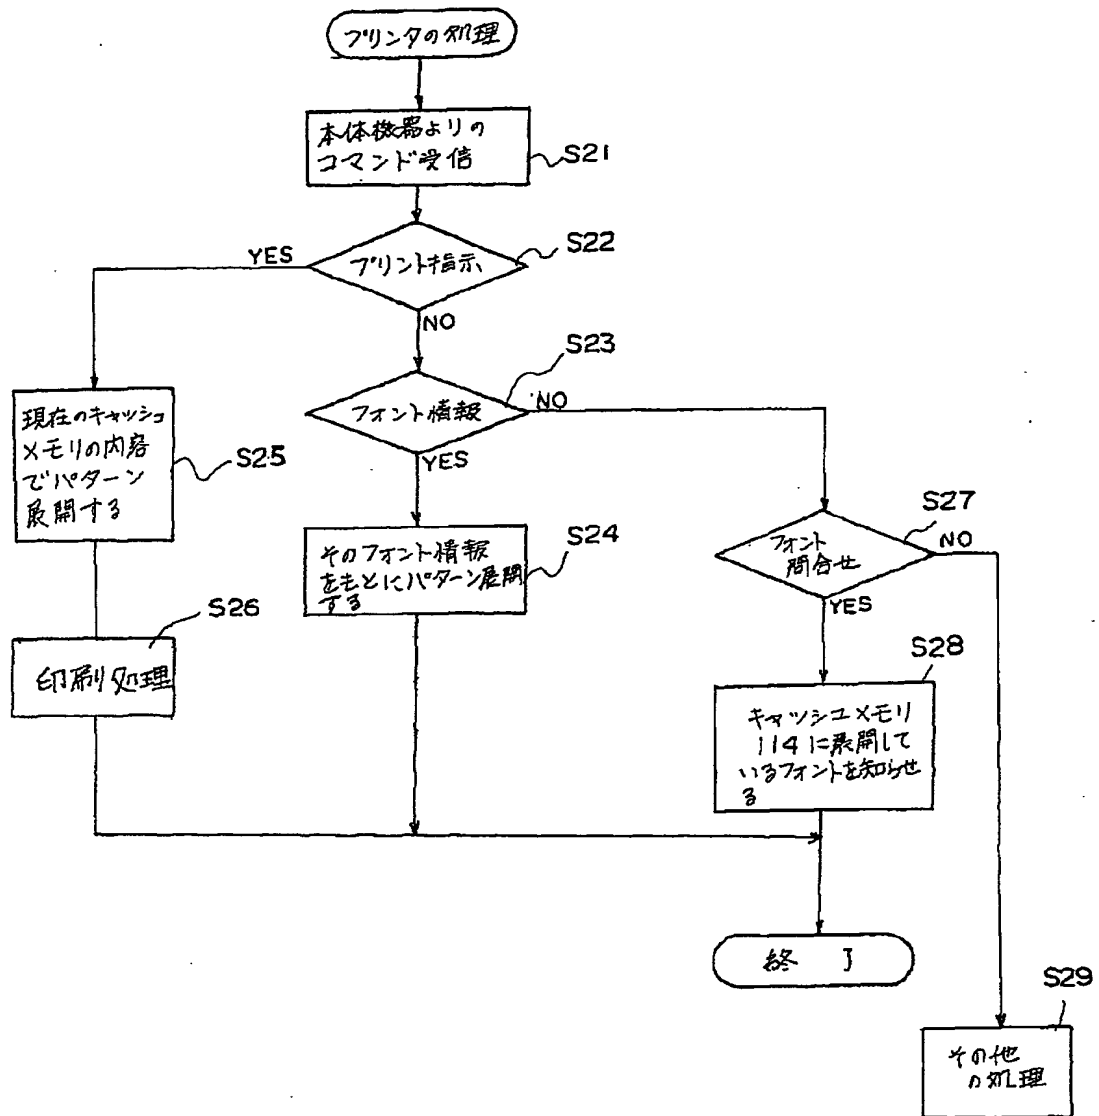 プリンタの処理
本体機器よりの
コマンド受信
S21
プリント指示
S22
YES
NO
フォント情報
S23
NO
YES
現在のキャッシュ
メモリの内容
でパターン
展開する
S25
そのフォント情報
をもとにパターン展開
する
S24
フォント
問合せ
S27
NO
YES
印刷処理
S26
キャッシュメモリ
114に展開して
いるフォントを知らせ
る
S28
終 了
その他
の処理
S29